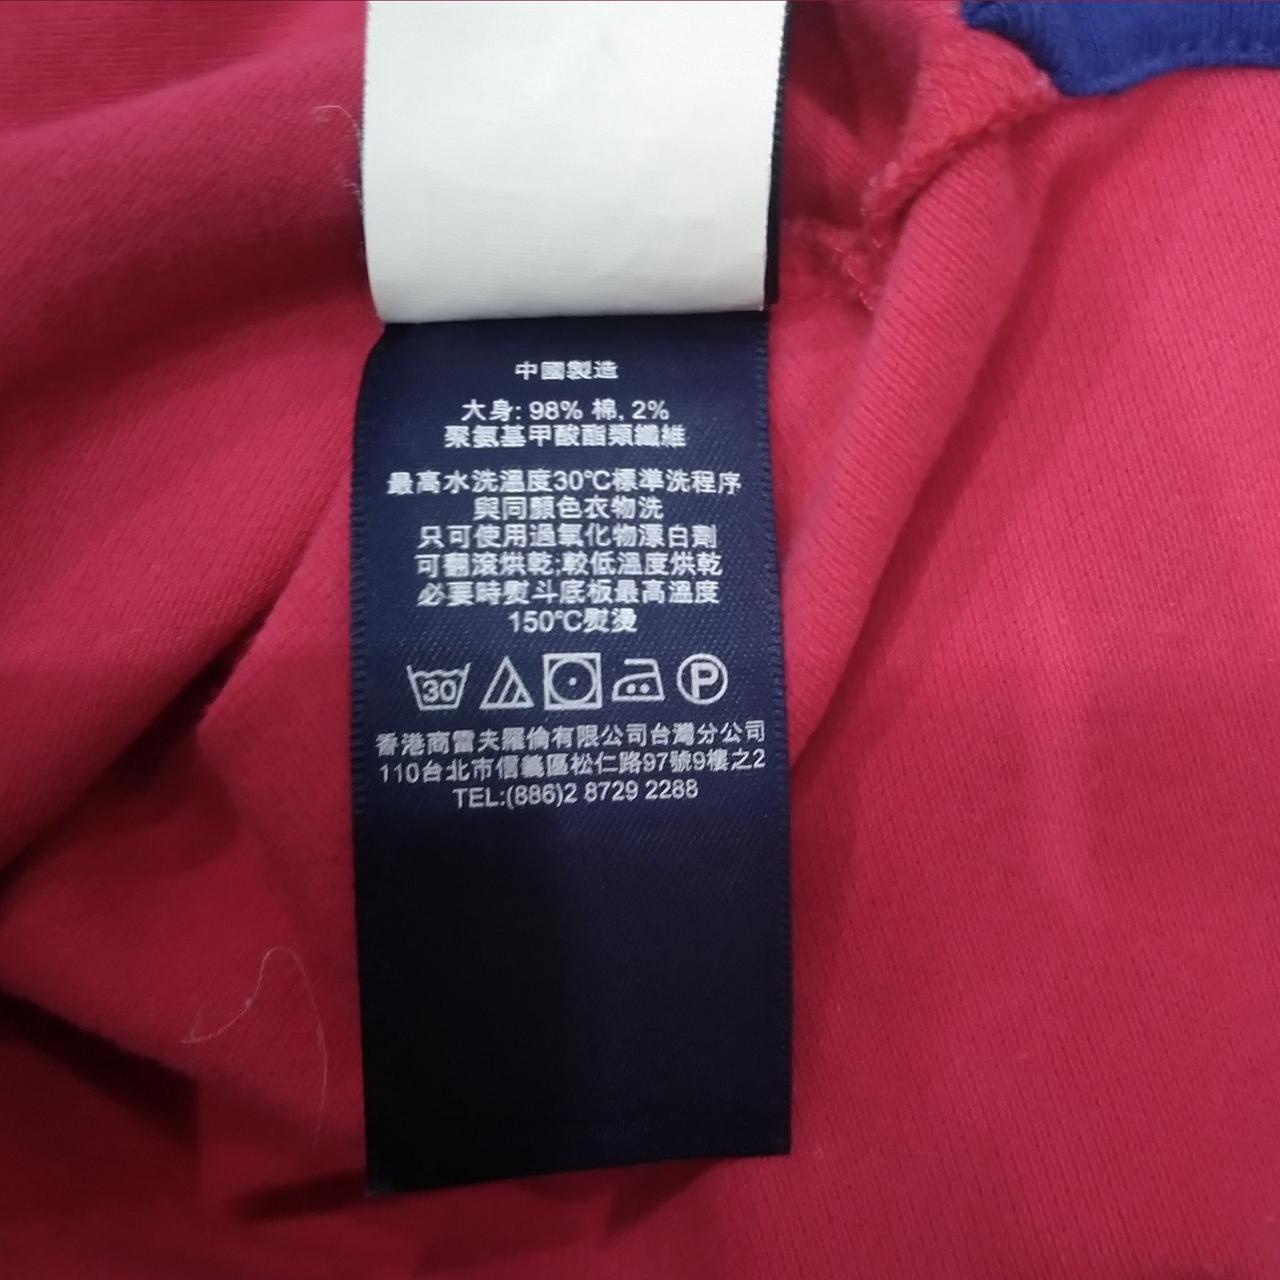 中國製造
大身: 98% 棉, 2%
聚氨基甲酸酯類纖維
最高水洗溫度30℃標準洗程序
與同顏色衣物洗
只可使用過氧化物漂白劑
可翻滾烘乾;較低溫度烘乾
必要時熨斗底板最高溫度
150℃熨燙
30 P
香港商雷夫羅倫有限公司台灣分公司
110台北市信義區松仁路97號9樓之2
TEL:(886)2 8729 2288